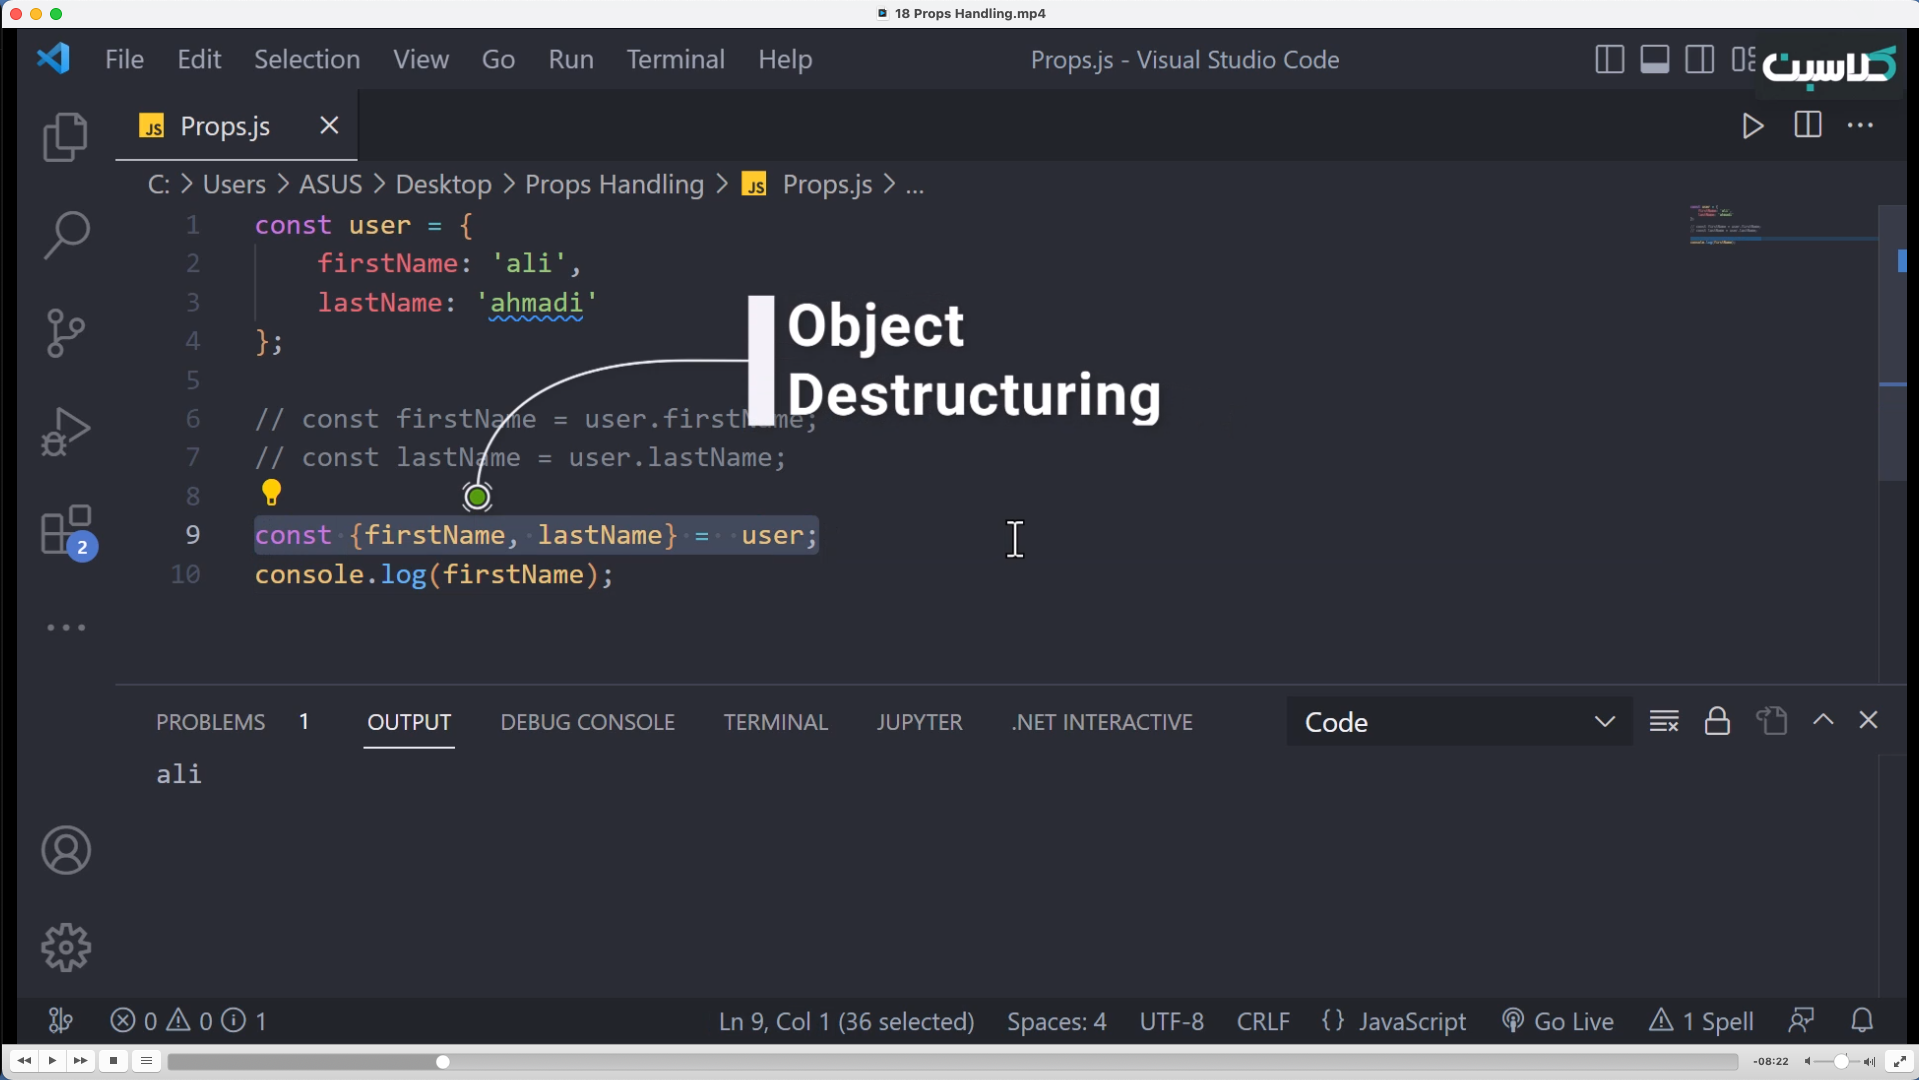 18 Props Handling.mp4
File Edit Selection View Go Run Terminal Help
Props.js - Visual Studio Code
کلاسبت
JS Props.js
C: > Users > ASUS > Desktop > Props Handling > JS Props.js > ...
1 const user = {
2 firstName: 'ali',
3 lastName: 'ahmadi'
4 };
5
6 // const firstName = user.firstName;
7 // const lastName = user.lastName;
8
9 const {firstName, lastName} =  user;
10 console.log(firstName);
Object
Destructuring
2
PROBLEMS 1 OUTPUT DEBUG CONSOLE TERMINAL JUPYTER .NET INTERACTIVE Code
ali
0 0 1 Ln 9, Col 1 (36 selected) Spaces: 4 UTF-8 CRLF {} JavaScript Go Live 1 Spell
-08:22